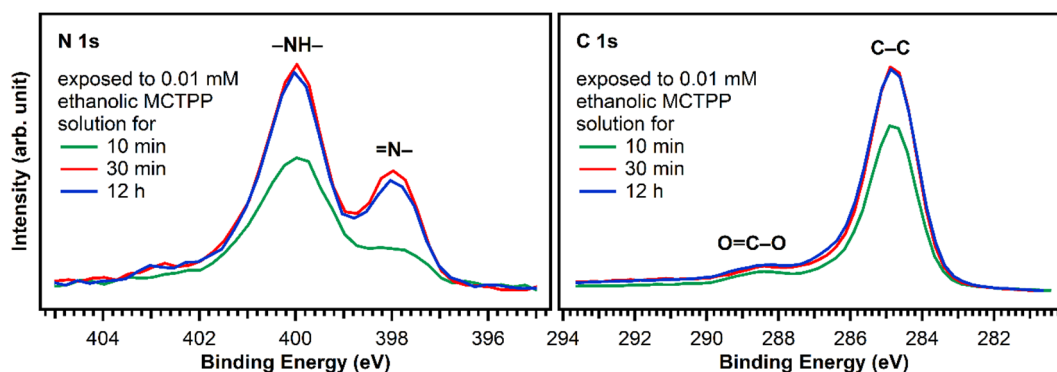 N 1s
–NH–
exposed to 0.01 mM
ethanolic MCTPP
solution for
10 min
30 min
12 h
=N–
Intensity (arb. unit)
404 402 400 398 396
Binding Energy (eV)
C 1s
C–C
exposed to 0.01 mM
ethanolic MCTPP
solution for
10 min
30 min
12 h
O=C–O
294 292 290 288 286 284 282
Binding Energy (eV)